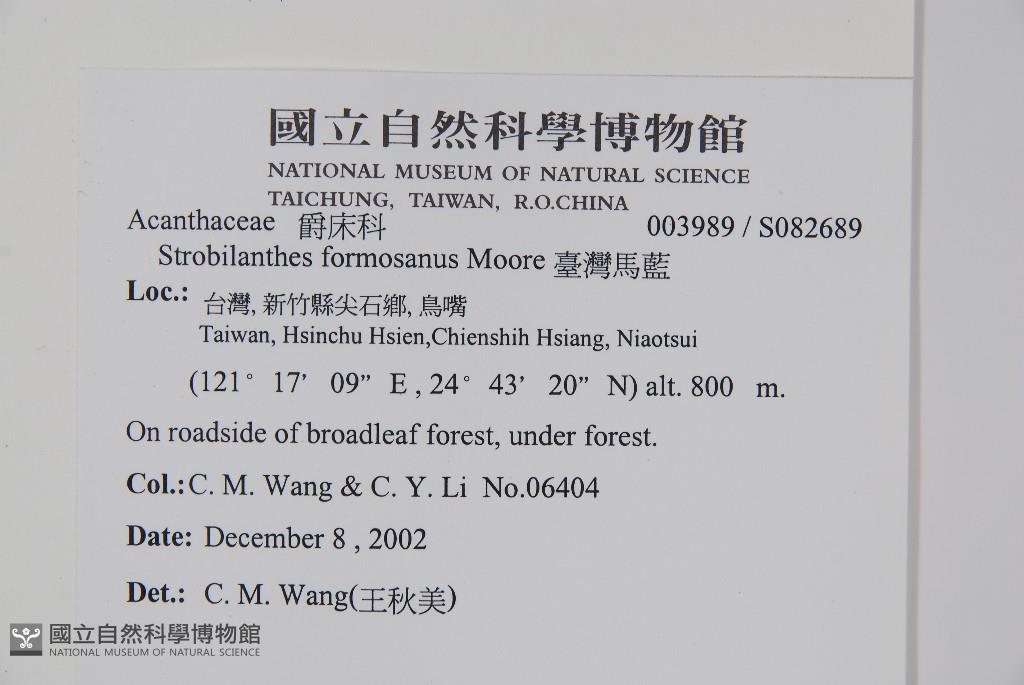 國立自然科學博物館
NATIONAL MUSEUM OF NATURAL SCIENCE
TAICHUNG, TAIWAN, R.O.CHINA
Acanthaceae 爵床科 003989 / S082689
Strobilanthes formosanus Moore 臺灣馬藍
Loc.: 台灣, 新竹縣尖石鄉, 鳥嘴
Taiwan, Hsinchu Hsien,Chienshih Hsiang, Niaotsui
(121° 17’ 09” E , 24° 43’ 20” N) alt. 800 m.
On roadside of broadleaf forest, under forest.
Col.: C. M. Wang & C. Y. Li No.06404
Date: December 8 , 2002
Det.: C. M. Wang(王秋美)
國立自然科學博物館
NATIONAL MUSEUM OF NATURAL SCIENCE